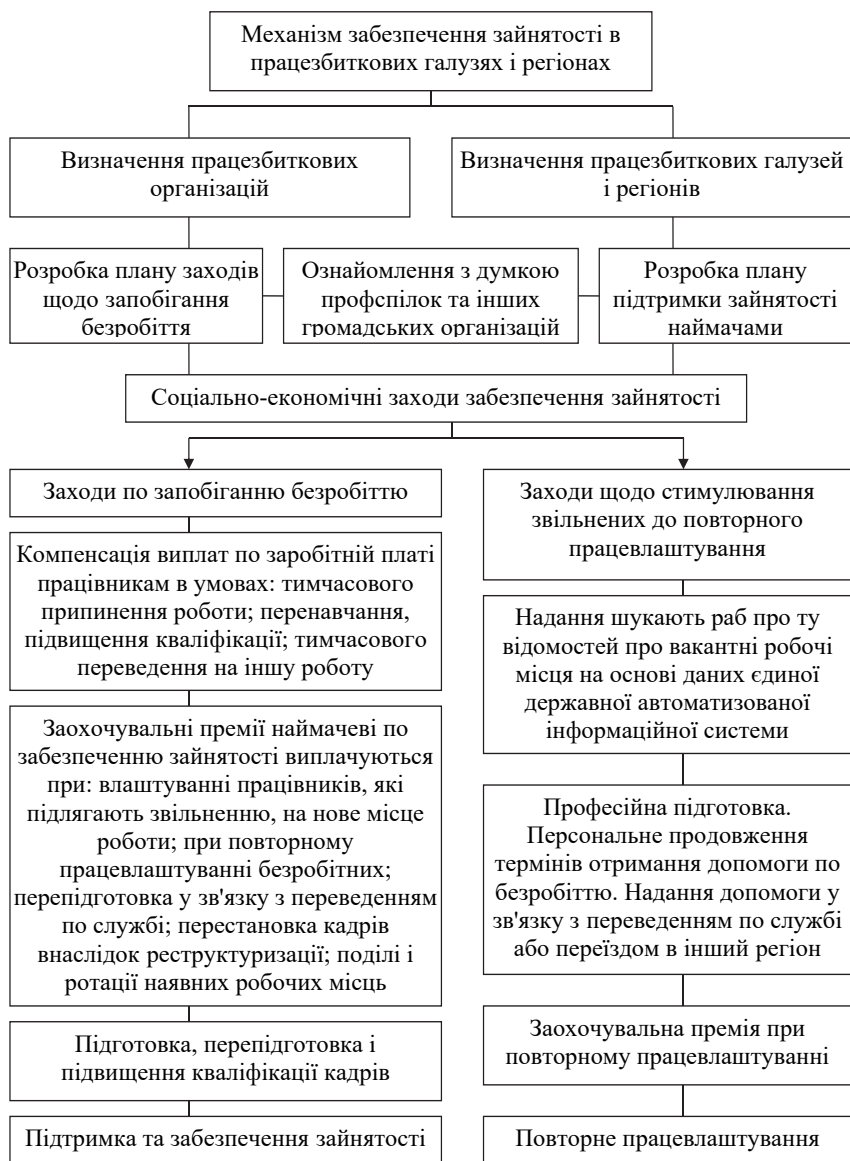 Механізм забезпечення зайнятості в
працезбиткових галузях і регіонах
Визначення працезбиткових
організацій
Визначення працезбиткових галузей
і регіонів
Розробка плану заходів
щодо запобігання
безробіття
Ознайомлення з думкою
профспілок та інших
громадських організацій
Розробка плану
підтримки зайнятості
наймачами
Соціально-економічні заходи забезпечення зайнятості
Заходи по запобіганню безробіттю
Компенсація виплат по заробітній платі
працівникам в умовах: тимчасового
припинення роботи; перенавчання,
підвищення кваліфікації; тимчасового
переведення на іншу роботу
Заохочувальні премії наймачеві по
забезпеченню зайнятості виплачуються
при: влаштуванні працівників, які
підлягають звільненню, на нове місце
роботи; при повторному
працевлаштуванні безробітних;
перепідготовка у зв'язку з переведенням
по службі; перестановка кадрів
внаслідок реструктуризації; поділі і
ротації наявних робочих місць
Підготовка, перепідготовка і
підвищення кваліфікації кадрів
Підтримка та забезпечення зайнятості
Заходи щодо стимулювання
звільнених до повторного
працевлаштування
Надання шукають раб про ту
відомостей про вакантні робочі
місця на основі даних єдиної
державної автоматизованої
інформаційної системи
Професійна підготовка.
Персональне продовження
термінів отримання допомоги по
безробіттю. Надання допомоги у
зв'язку з переведенням по службі
або переїздом в інший регіон
Заохочувальна премія при
повторному працевлаштуванні
Повторне працевлаштування